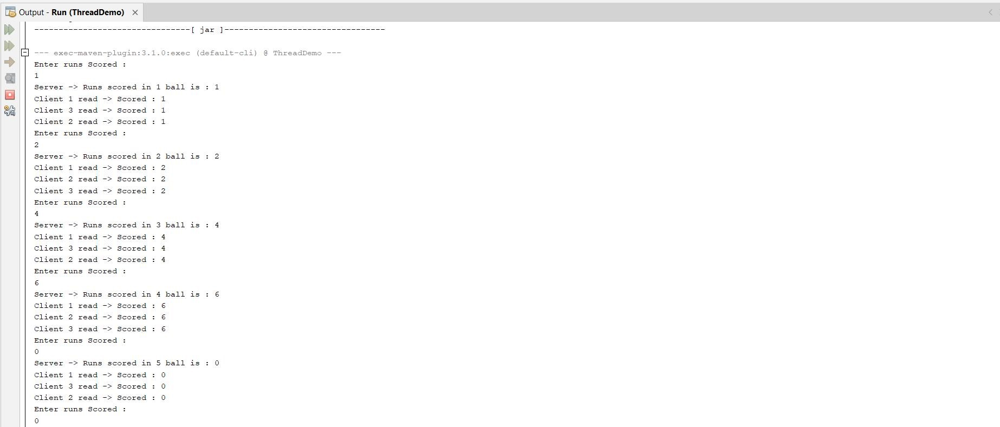 Output - Run (ThreadDemo)
--------------------------------[ jar ]---------------------------------
--- exec-maven-plugin:3.1.0:exec (default-cli) @ ThreadDemo ---
Enter runs Scored :
1
Server -> Runs scored in 1 ball is : 1
Client 1 read -> Scored : 1
Client 3 read -> Scored : 1
Client 2 read -> Scored : 1
Enter runs Scored :
2
Server -> Runs scored in 2 ball is : 2
Client 1 read -> Scored : 2
Client 2 read -> Scored : 2
Client 3 read -> Scored : 2
Enter runs Scored :
4
Server -> Runs scored in 3 ball is : 4
Client 1 read -> Scored : 4
Client 3 read -> Scored : 4
Client 2 read -> Scored : 4
Enter runs Scored :
6
Server -> Runs scored in 4 ball is : 6
Client 1 read -> Scored : 6
Client 2 read -> Scored : 6
Client 3 read -> Scored : 6
Enter runs Scored :
0
Server -> Runs scored in 5 ball is : 0
Client 1 read -> Scored : 0
Client 3 read -> Scored : 0
Client 2 read -> Scored : 0
Enter runs Scored :
0